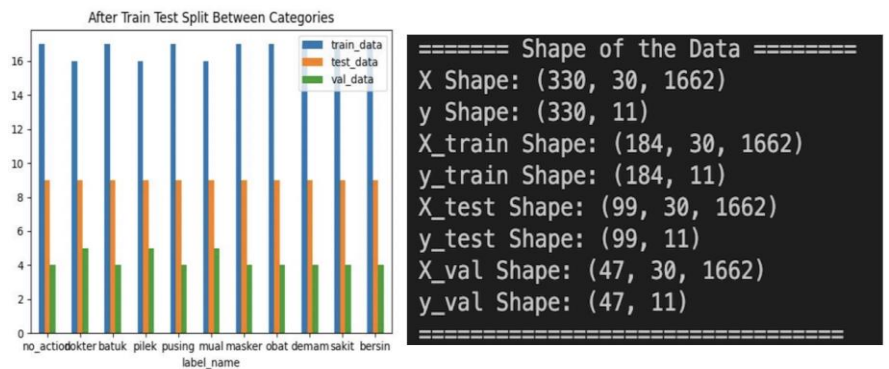 After Train Test Split Between Categories
train_data
test_data
val_data
16
14
12
10
8
6
4
2
0
no_action dokter batuk pilek pusing mual masker obat demam sakit bersin
label_name
======= Shape of the Data ========
X Shape: (330, 30, 1662)
y Shape: (330, 11)
X_train Shape: (184, 30, 1662)
y_train Shape: (184, 11)
X_test Shape: (99, 30, 1662)
y_test Shape: (99, 11)
X_val Shape: (47, 30, 1662)
y_val Shape: (47, 11)
=================================